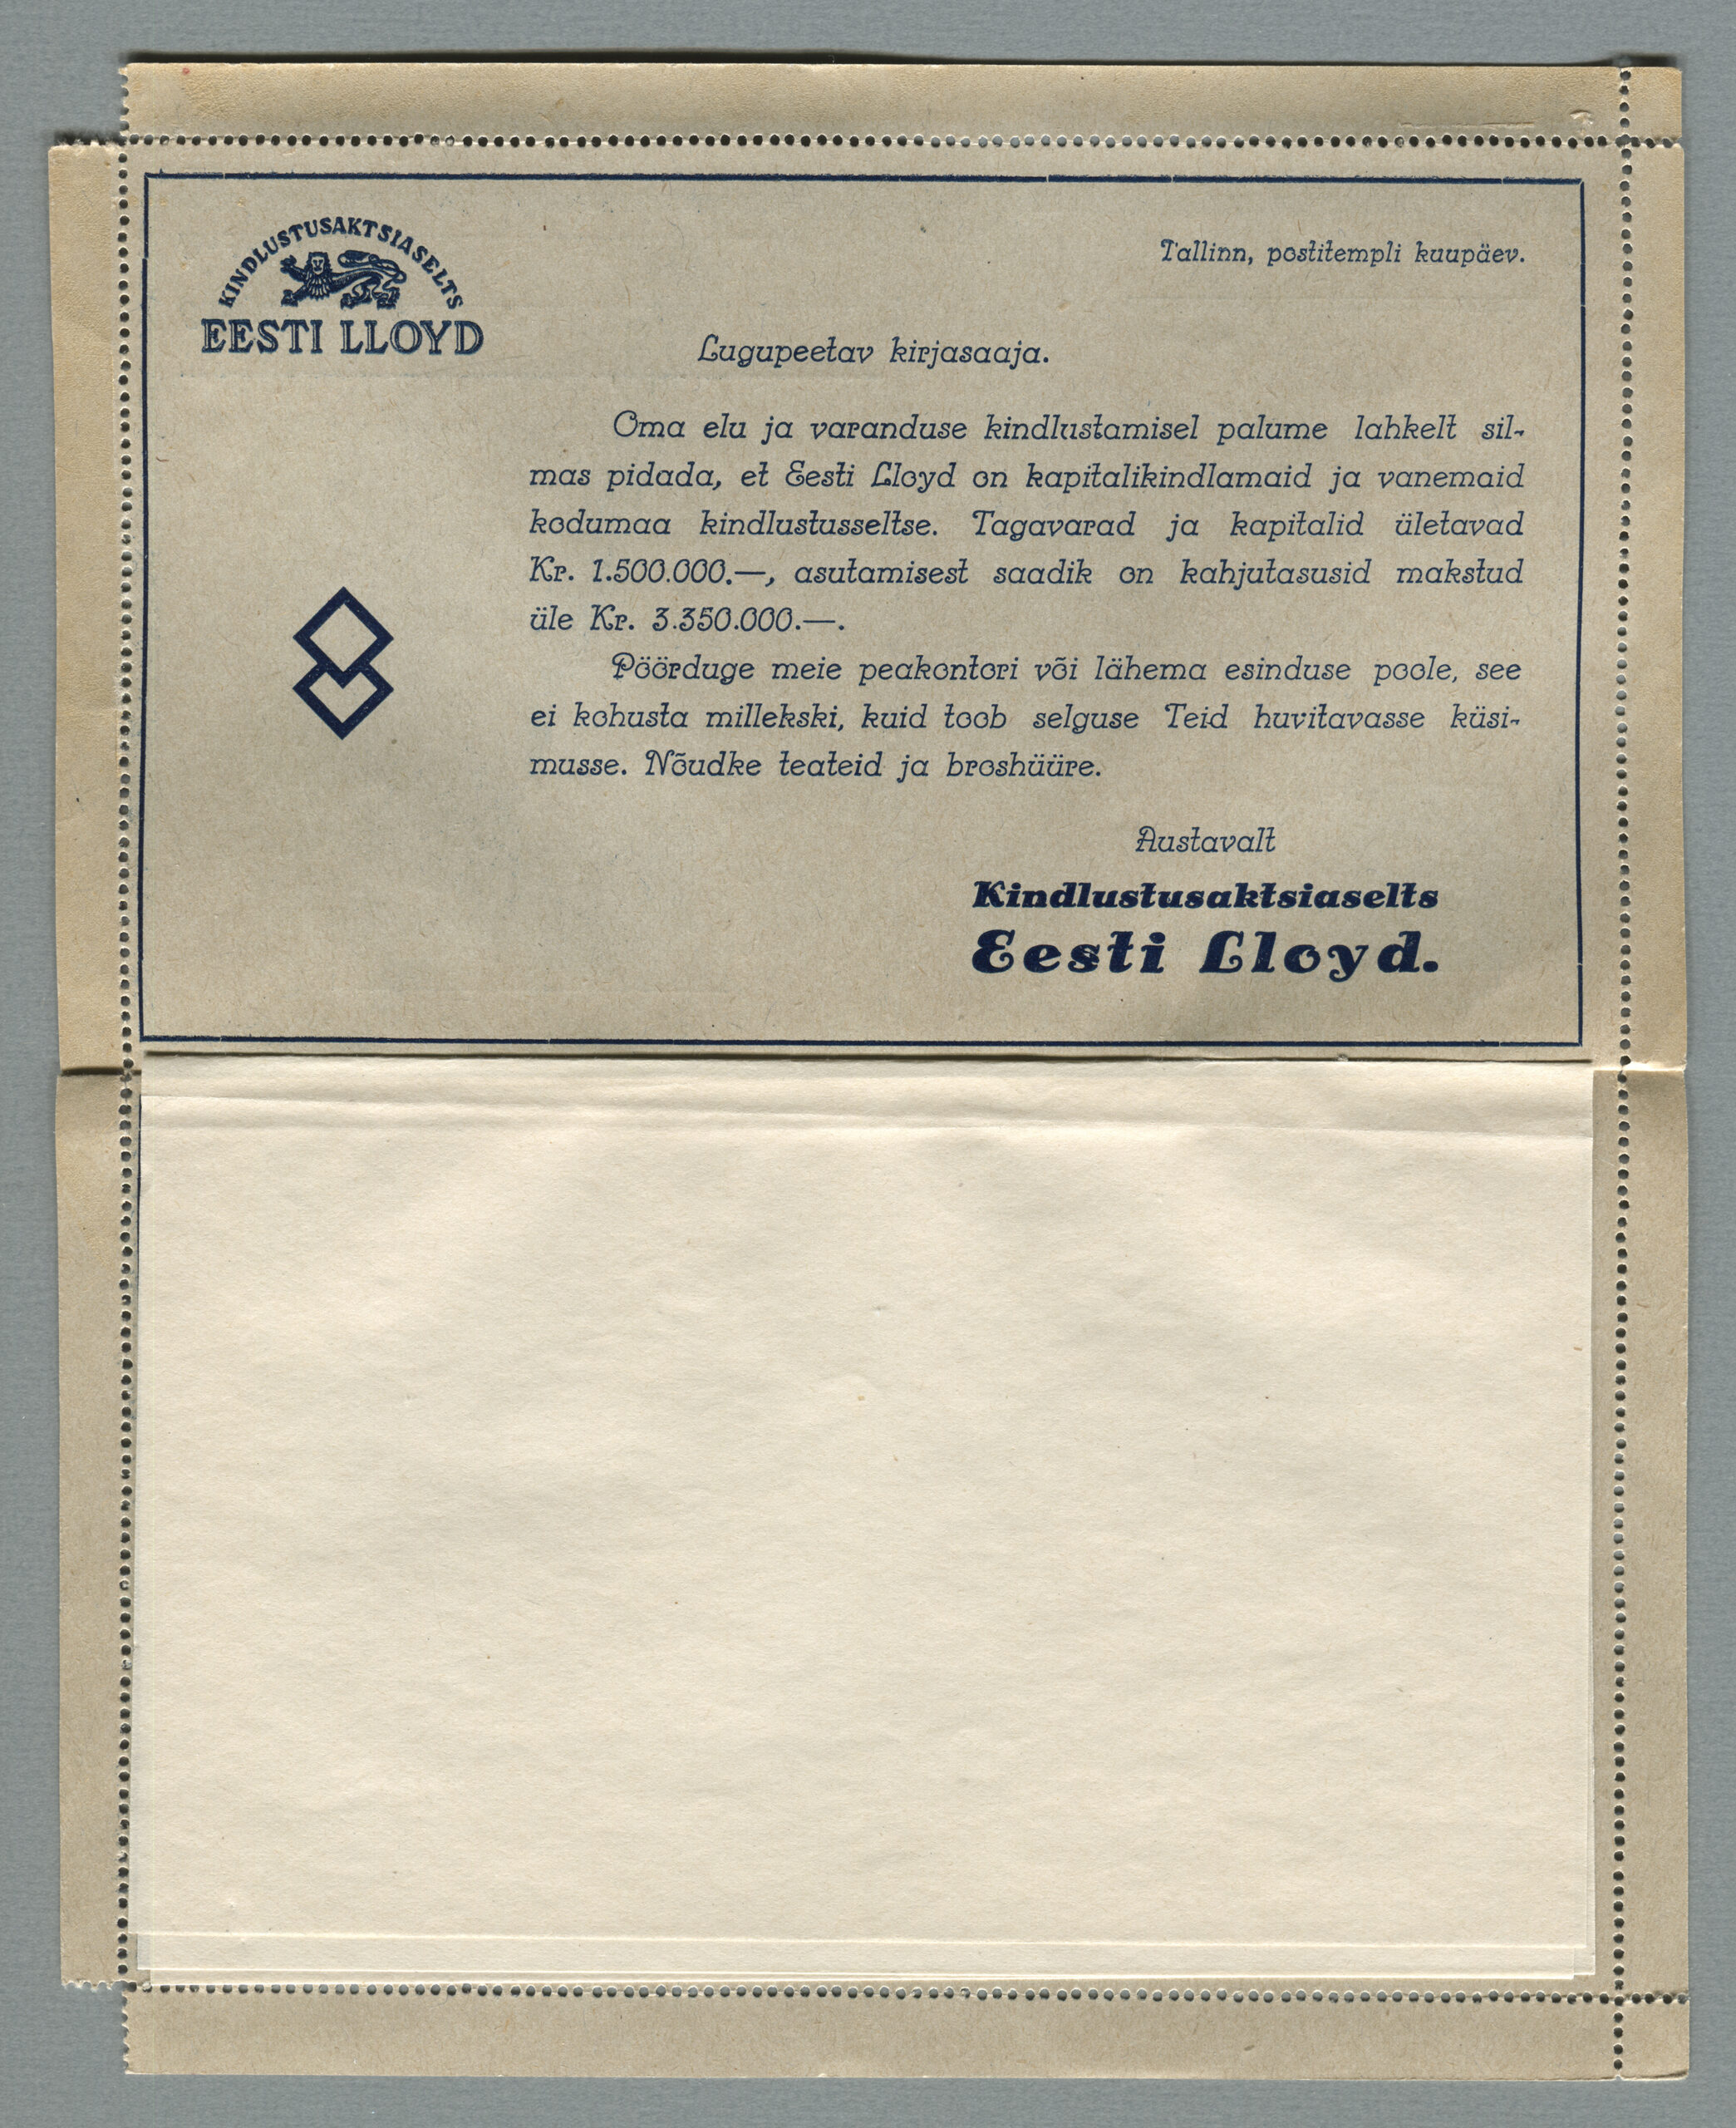 KINDLUSTUSAKTSIASELTS
EESTI LLOYD
Tallinn, postitempli kuupäev.
Lugupeetav kirjasaaja.
Oma elu ja varanduse kindlustamisel palume lahkelt sil-
mas pidada, et Eesti Lloyd on kapitalikindlamaid ja vanemaid
kodumaa kindlustusseltse. Tagavarad ja kapitalid ületavad
Kr. 1.500.000.—, asutamisest saadik on kahjutasusid makstud
üle Kr. 3.350.000.—.
Pöörduge meie peakontori või lähema esinduse poole, see
ei kohusta millekski, kuid toob selguse Teid huvitavasse küsi-
musse. Nõudke teateid ja broshüüre.
Austavalt
Kindlustusaktsiaselts
Eesti Lloyd.